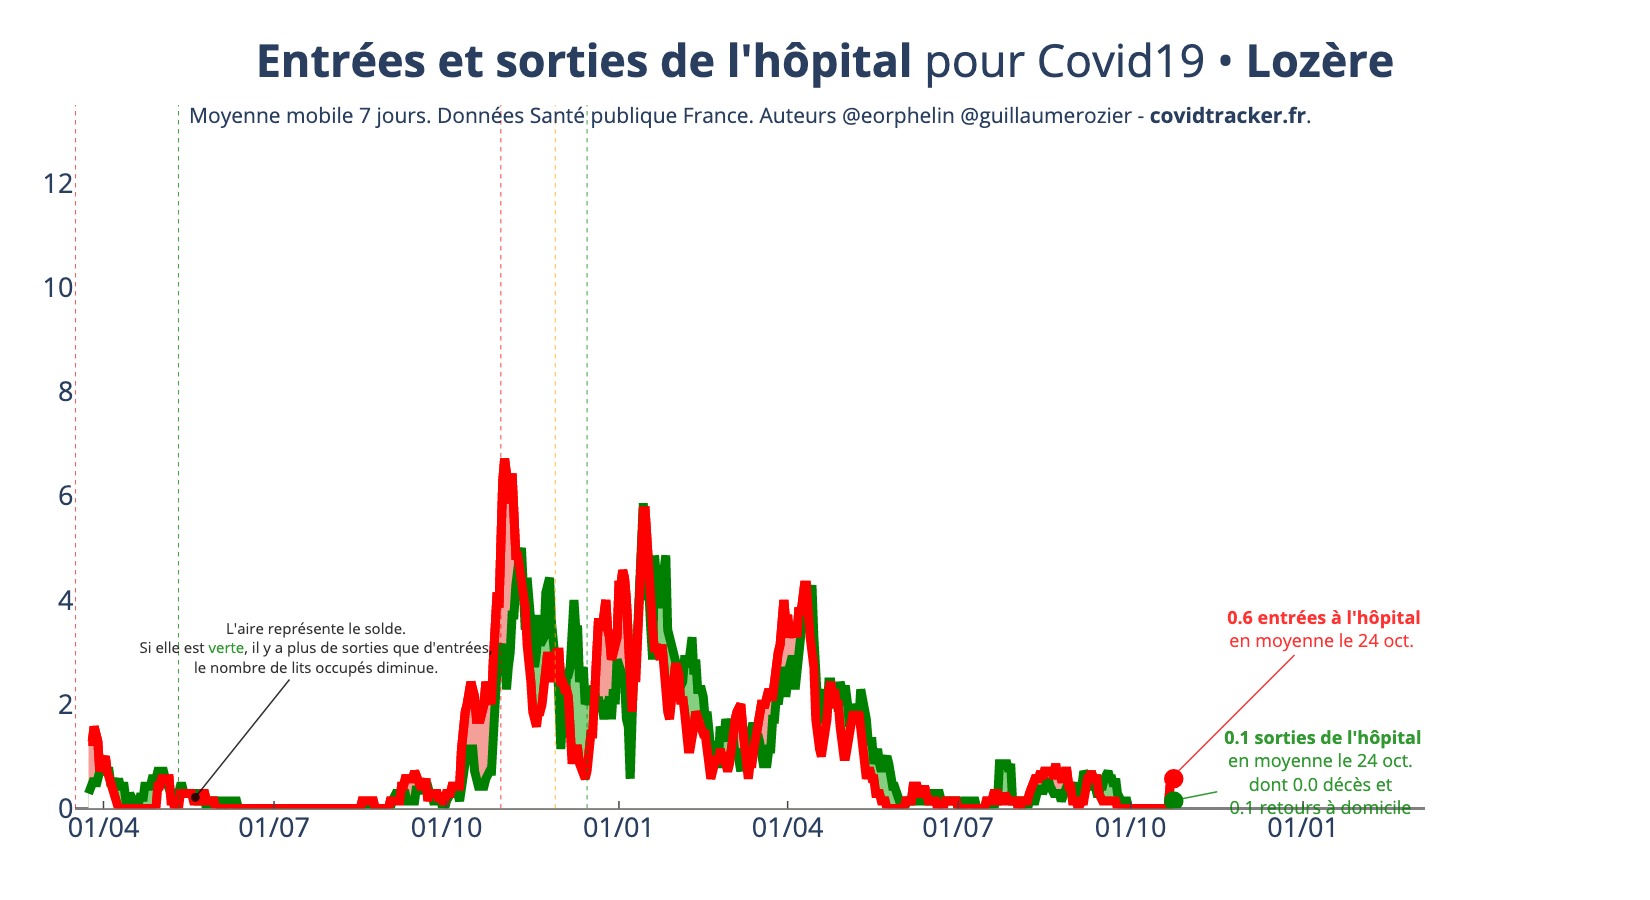 Entrées et sorties de l'hôpital pour Covid19 • Lozère
Moyenne mobile 7 jours. Données Santé publique France. Auteurs @eorphelin @guillaumerozier - covidtracker.fr.
12
10
8
6
4
2
0
L'aire représente le solde.
Si elle est verte, il y a plus de sorties que d'entrées,
le nombre de lits occupés diminue.
0.6 entrées à l'hôpital
en moyenne le 24 oct.
0.1 sorties de l'hôpital
en moyenne le 24 oct.
dont 0.0 décès et
0.1 retours à domicile
01/04 01/07 01/10 01/01 01/04 01/07 01/10 01/01